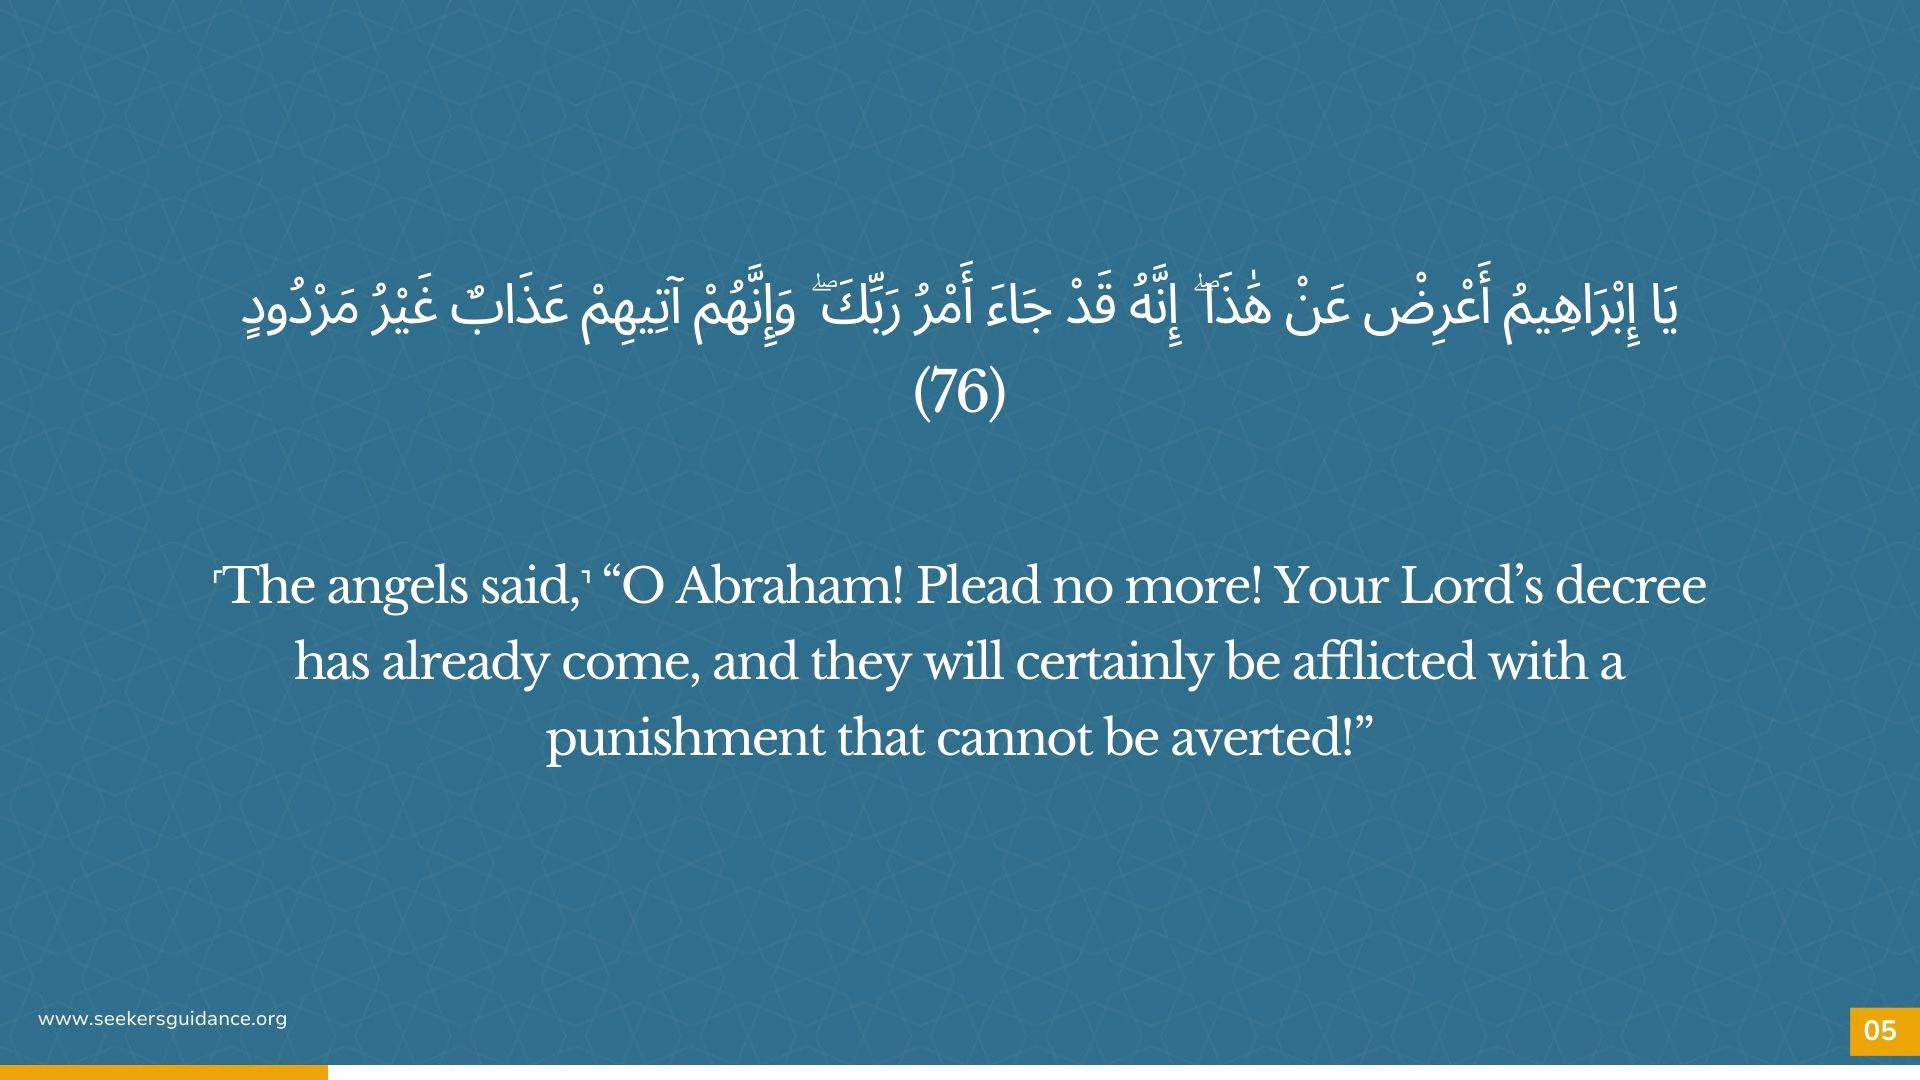 يَا إِبْرَاهِيمُ أَعْرِضْ عَنْ هَٰذَا ۖ إِنَّهُ قَدْ جَاءَ أَمْرُ رَبِّكَ ۖ وَإِنَّهُمْ آتِيهِمْ عَذَابٌ غَيْرُ مَرْدُودٍ
(76)
⸢The angels said,⸣ “O Abraham! Plead no more! Your Lord’s decree
has already come, and they will certainly be afflicted with a
punishment that cannot be averted!”
www.seekersguidance.org
05